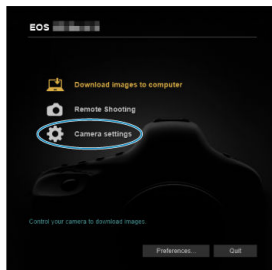 EOS
Download images to computer
Remote Shooting
Camera settings
Control your camera to download images.
Preferences...
Quit